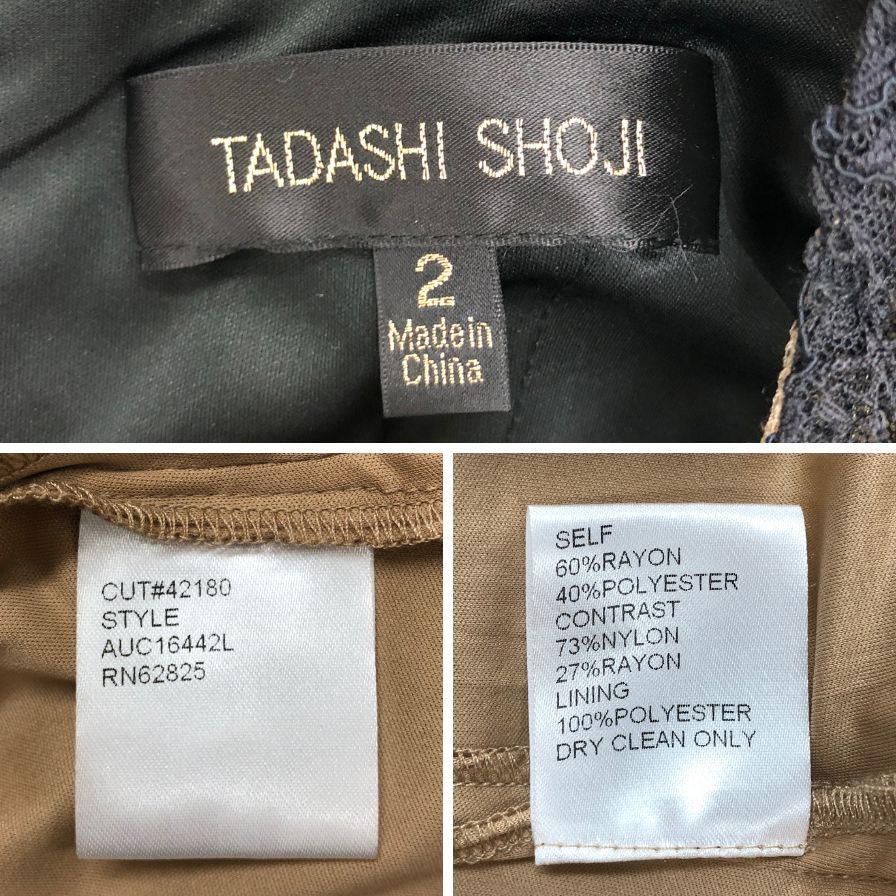 TADASHI SHOJI
2
Made in
China
CUT#42180
STYLE
AUC16442L
RN62825
SELF
60%RAYON
40%POLYESTER
CONTRAST
73%NYLON
27%RAYON
LINING
100%POLYESTER
DRY CLEAN ONLY